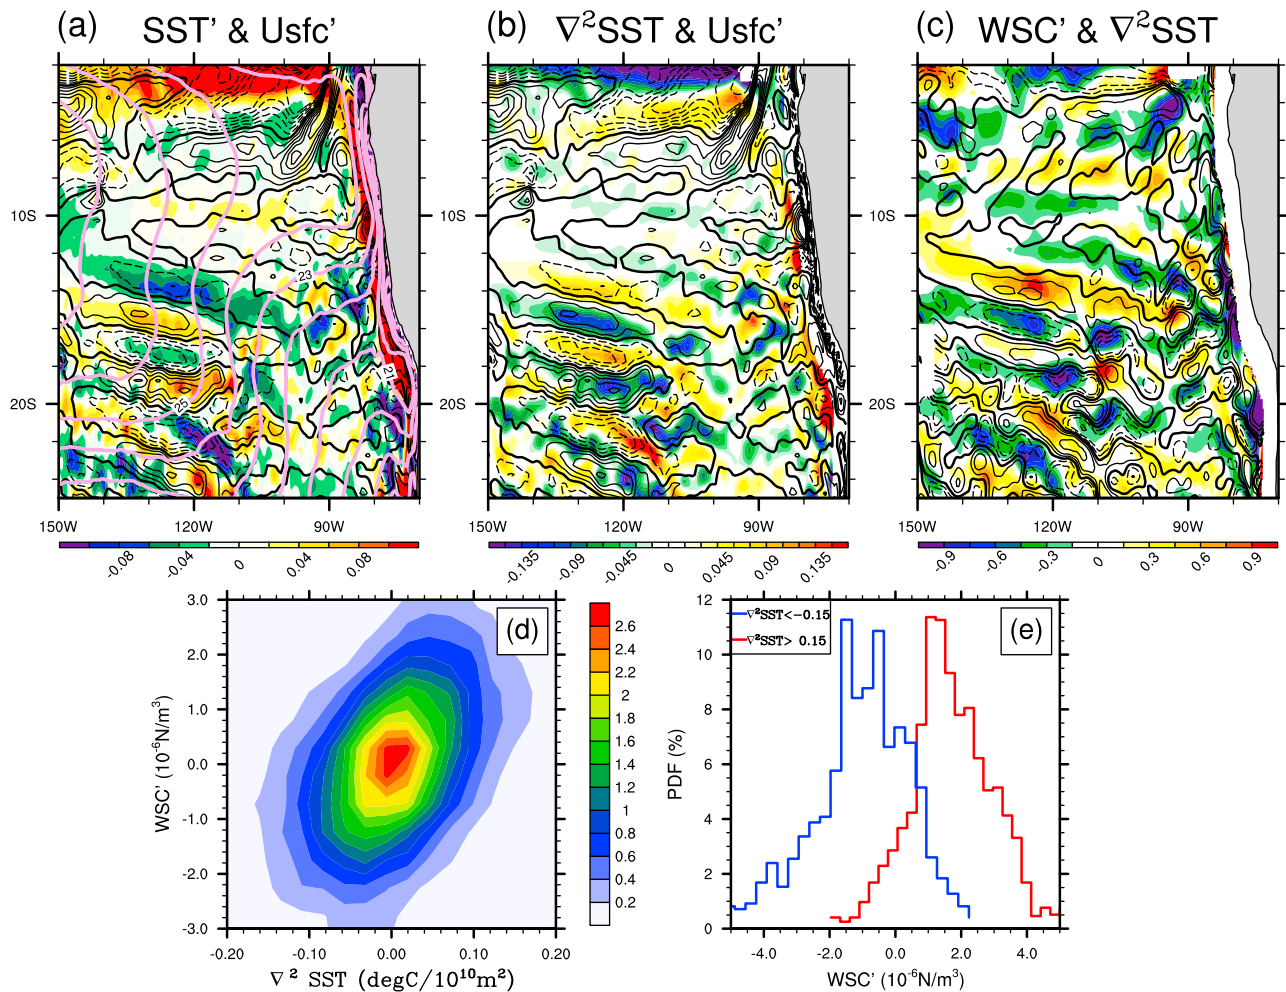 (a) SST' & Usfc'
(b) ∇²SST & Usfc'
(c) WSC' & ∇²SST
10S
20S
23
23
21
150W 120W 90W
150W 120W 90W
150W 120W 90W
-0.08 -0.04 0 0.04 0.08
-0.135 -0.09 -0.045 0 0.045 0.09 0.135
-0.9 -0.6 -0.3 0 0.3 0.6 0.9
10S
20S
10S
20S
(d)
WSC' (10⁻⁶N/m³)
3.0
2.0
1.0
0.0
-1.0
-2.0
-3.0
-0.20 -0.10 0.00 0.10 0.20
∇² SST (degC/10¹⁰m²)
2.6
2.4
2.2
2
1.8
1.6
1.4
1.2
1
0.8
0.6
0.4
0.2
(e)
∇²SST<-0.15
∇²SST> 0.15
PDF (%)
12
10
8
6
4
2
0
-4.0 -2.0 0.0 2.0 4.0
WSC' (10⁻⁶N/m³)